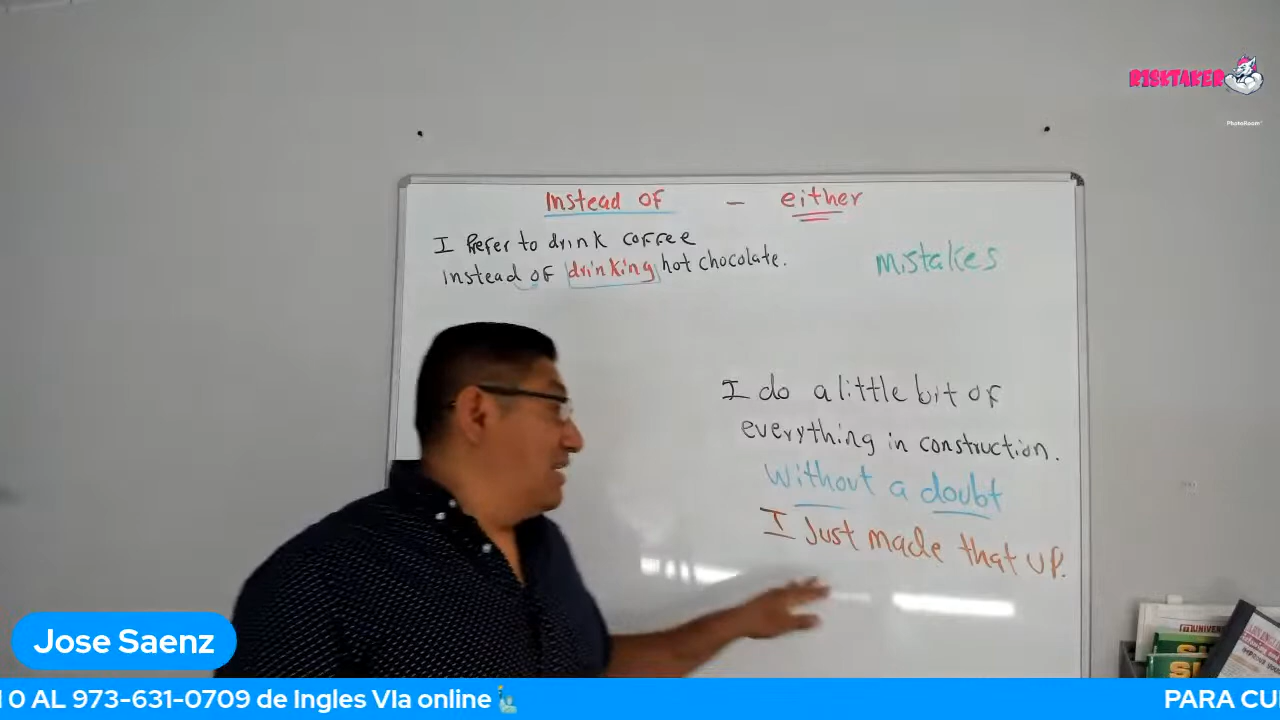 RISKTAKER
PhotoRoom
Instead of - either
I Prefer to drink coffee
instead of drinking hot chocolate.
mistakes
I do a little bit of
everything in construction.
Without a doubt
I Just made that up.
Jose Saenz
0 AL 973-631-0709 de Ingles VIa online
PARA CU